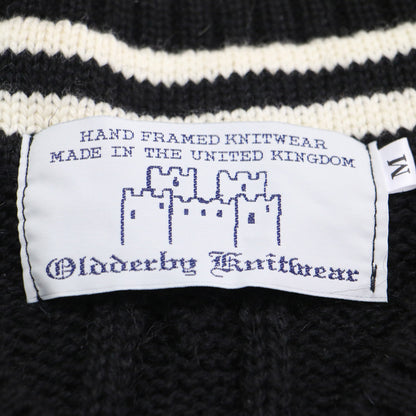 HAND FRAMED KNITWEAR
MADE IN THE UNITED KINGDOM
M
Oldderby Knitwear